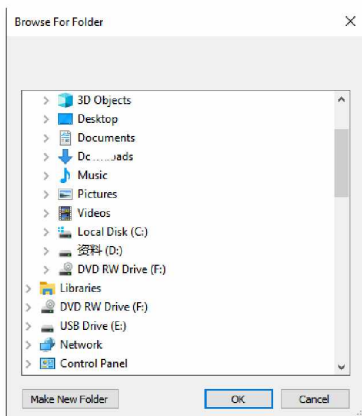 Browse For Folder
3D Objects
Desktop
Documents
Music
Pictures
Videos
Local Disk (C:)
资料 (D:)
DVD RW Drive (F:)
Libraries
DVD RW Drive (F:)
USB Drive (E:)
Network
Control Panel
Make New Folder
OK
Cancel